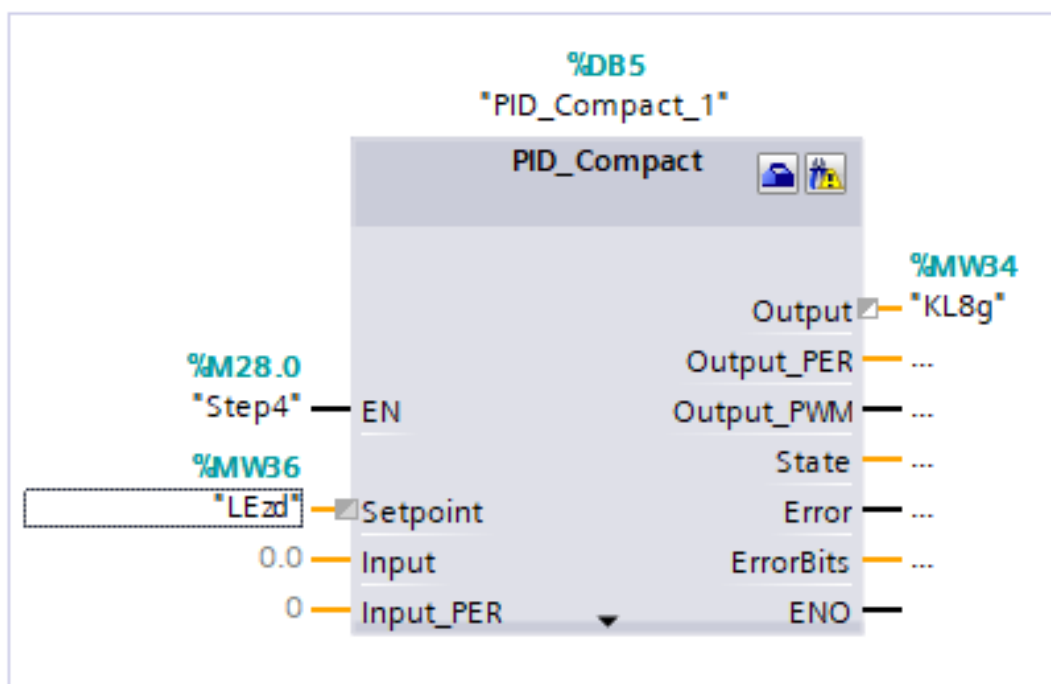 %DB5
"PID_Compact_1"
PID_Compact
%MW34
Output "KL8g"
%M28.0
Output_PER ...
"Step4" EN
Output_PWM ...
%MW36
State ...
"LEzd" Setpoint
Error ...
0.0 Input
ErrorBits ...
0 Input_PER
ENO